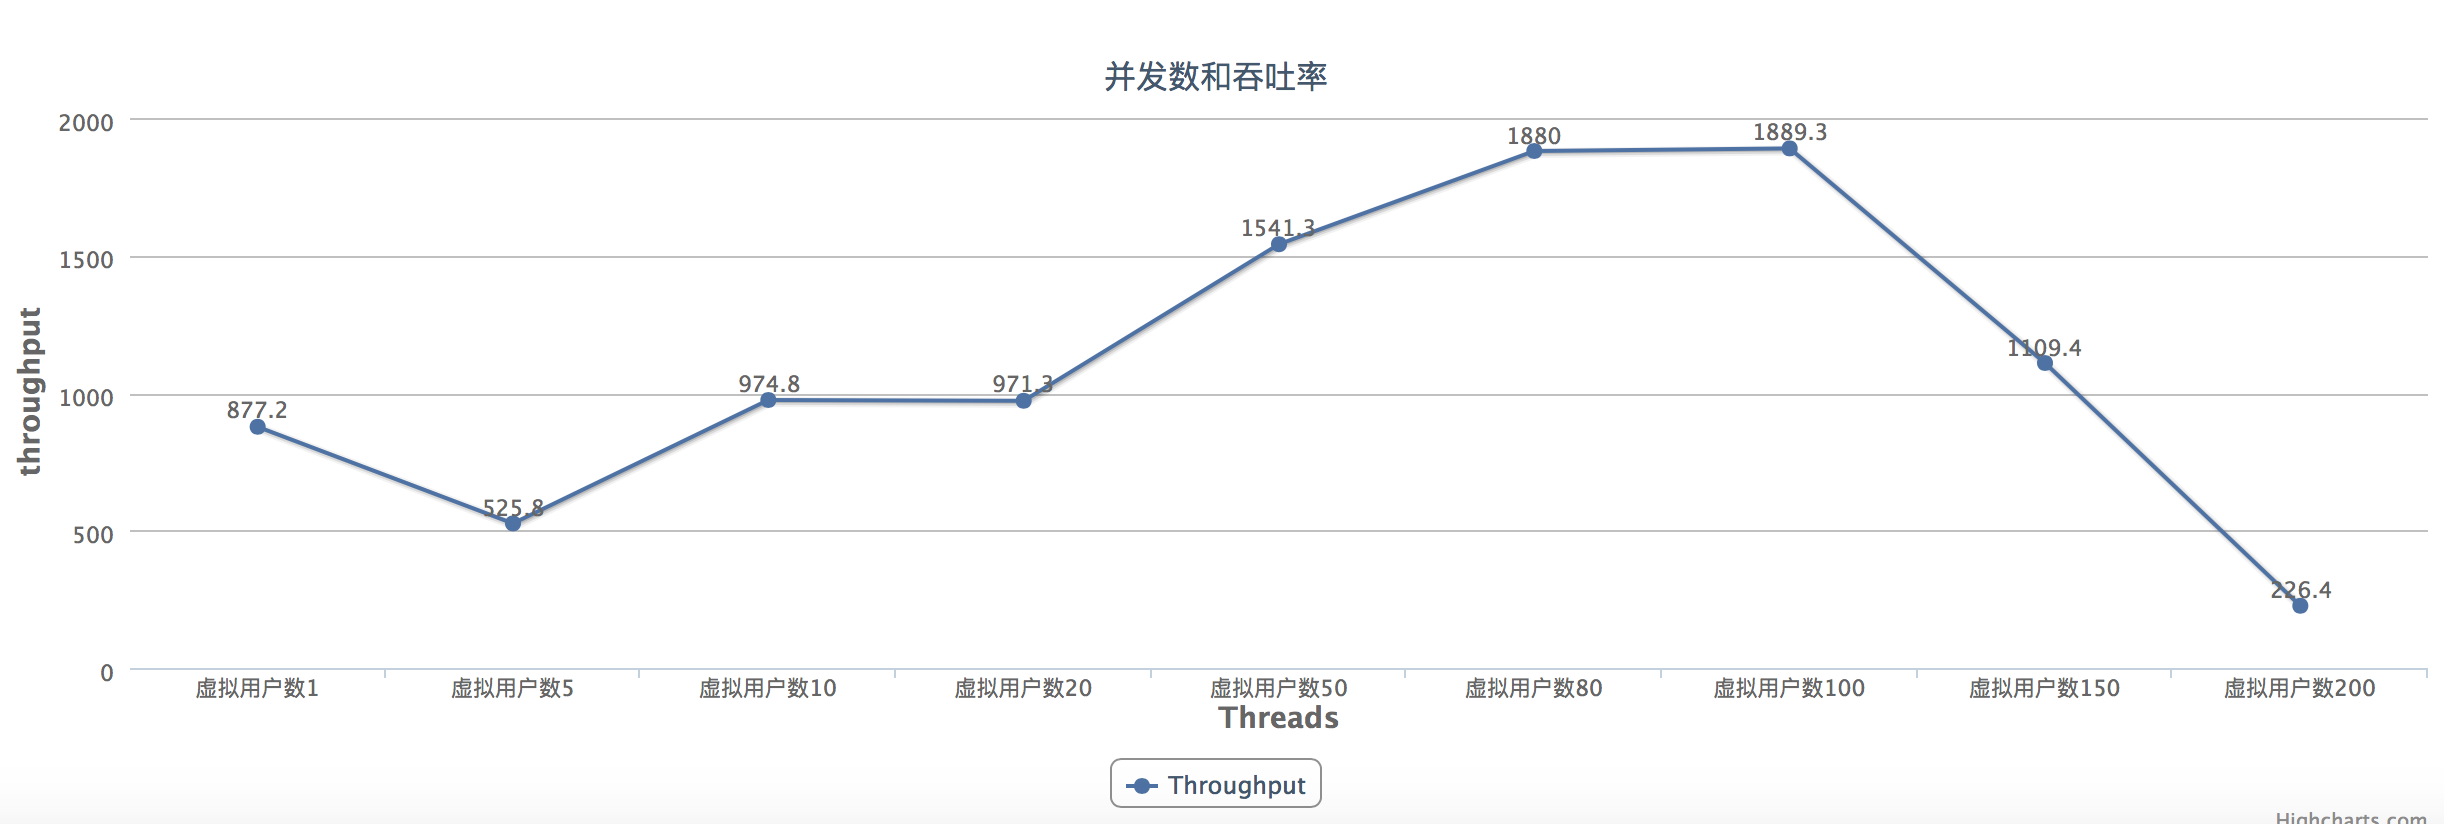 并发数和吞吐率
2000
1500
1000
500
0
throughput
877.2
525.8
974.8
971.3
1541.3
1880
1889.3
1109.4
226.4
虚拟用户数1
虚拟用户数5
虚拟用户数10
虚拟用户数20
虚拟用户数50
虚拟用户数80
虚拟用户数100
虚拟用户数150
虚拟用户数200
Threads
Throughput
Highcharts.com